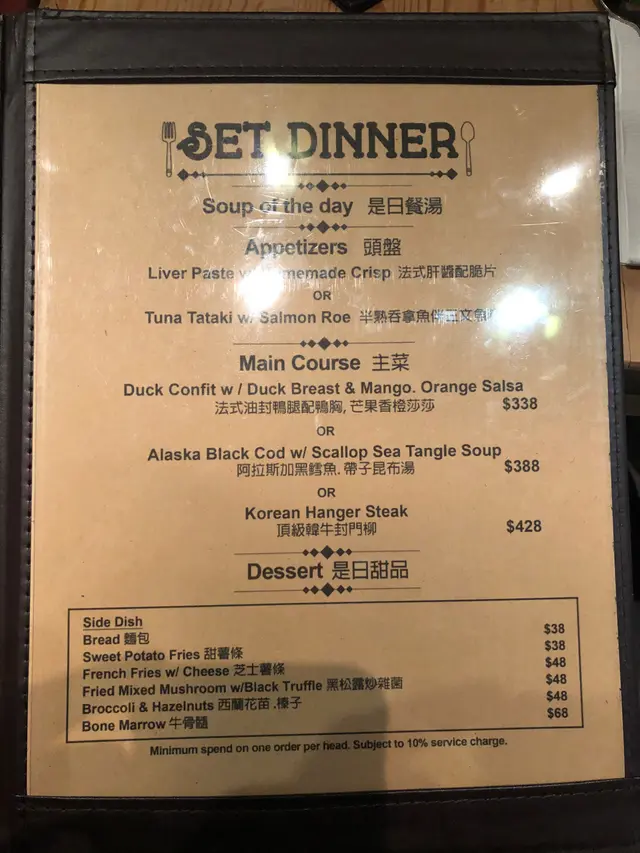 SET DINNER
Soup of the day 是日餐湯
Appetizers 頭盤
Liver Paste Crisp 法式肝醬配脆片
OR
Tuna Tataki w/ Salmon Roe 半熟吞拿魚伴三文魚
Main Course 主菜
Duck Confit w / Duck Breast & Mango. Orange Salsa
法式油封鴨腿配鴨胸, 芒果香橙莎莎 $338
OR
Alaska Black Cod w/ Scallop Sea Tangle Soup
阿拉斯加黑鱈魚. 帶子昆布湯 $388
OR
Korean Hanger Steak
頂級韓牛封門柳 $428
Dessert 是日甜品
Side Dish
Bread 麵包 $38
Sweet Potato Fries 甜薯條 $38
French Fries w/ Cheese 芝士薯條 $48
Fried Mixed Mushroom w/Black Truffle 黑松露炒雜菌 $48
Broccoli & Hazelnuts 西蘭花苗 .榛子 $48
Bone Marrow 牛骨髓 $68
Minimum spend on one order per head. Subject to 10% service charge.